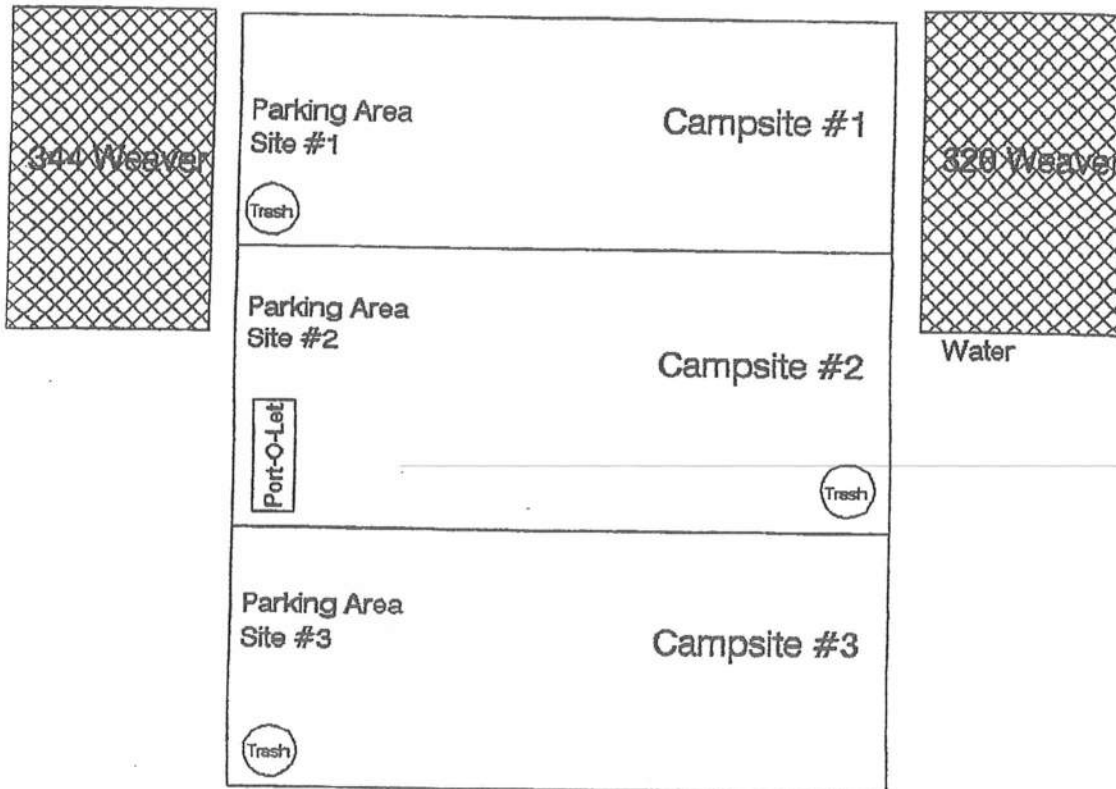 344 Weaver
Parking Area
Site #1
Campsite #1
Trash
328 Weaver
Water
Parking Area
Site #2
Campsite #2
Port-O-Let
Trash
Parking Area
Site #3
Campsite #3
Trash